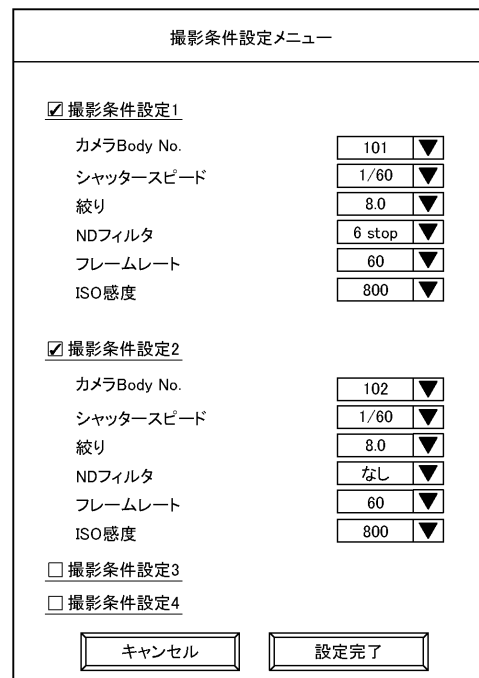 撮影条件設定メニュー
☑ 撮影条件設定1
カメラBody No. 101 ▼
シャッタースピード 1/60 ▼
絞り 8.0 ▼
NDフィルタ 6 stop ▼
フレームレート 60 ▼
ISO感度 800 ▼
☑ 撮影条件設定2
カメラBody No. 102 ▼
シャッタースピード 1/60 ▼
絞り 8.0 ▼
NDフィルタ なし ▼
フレームレート 60 ▼
ISO感度 800 ▼
□ 撮影条件設定3
□ 撮影条件設定4
キャンセル 設定完了